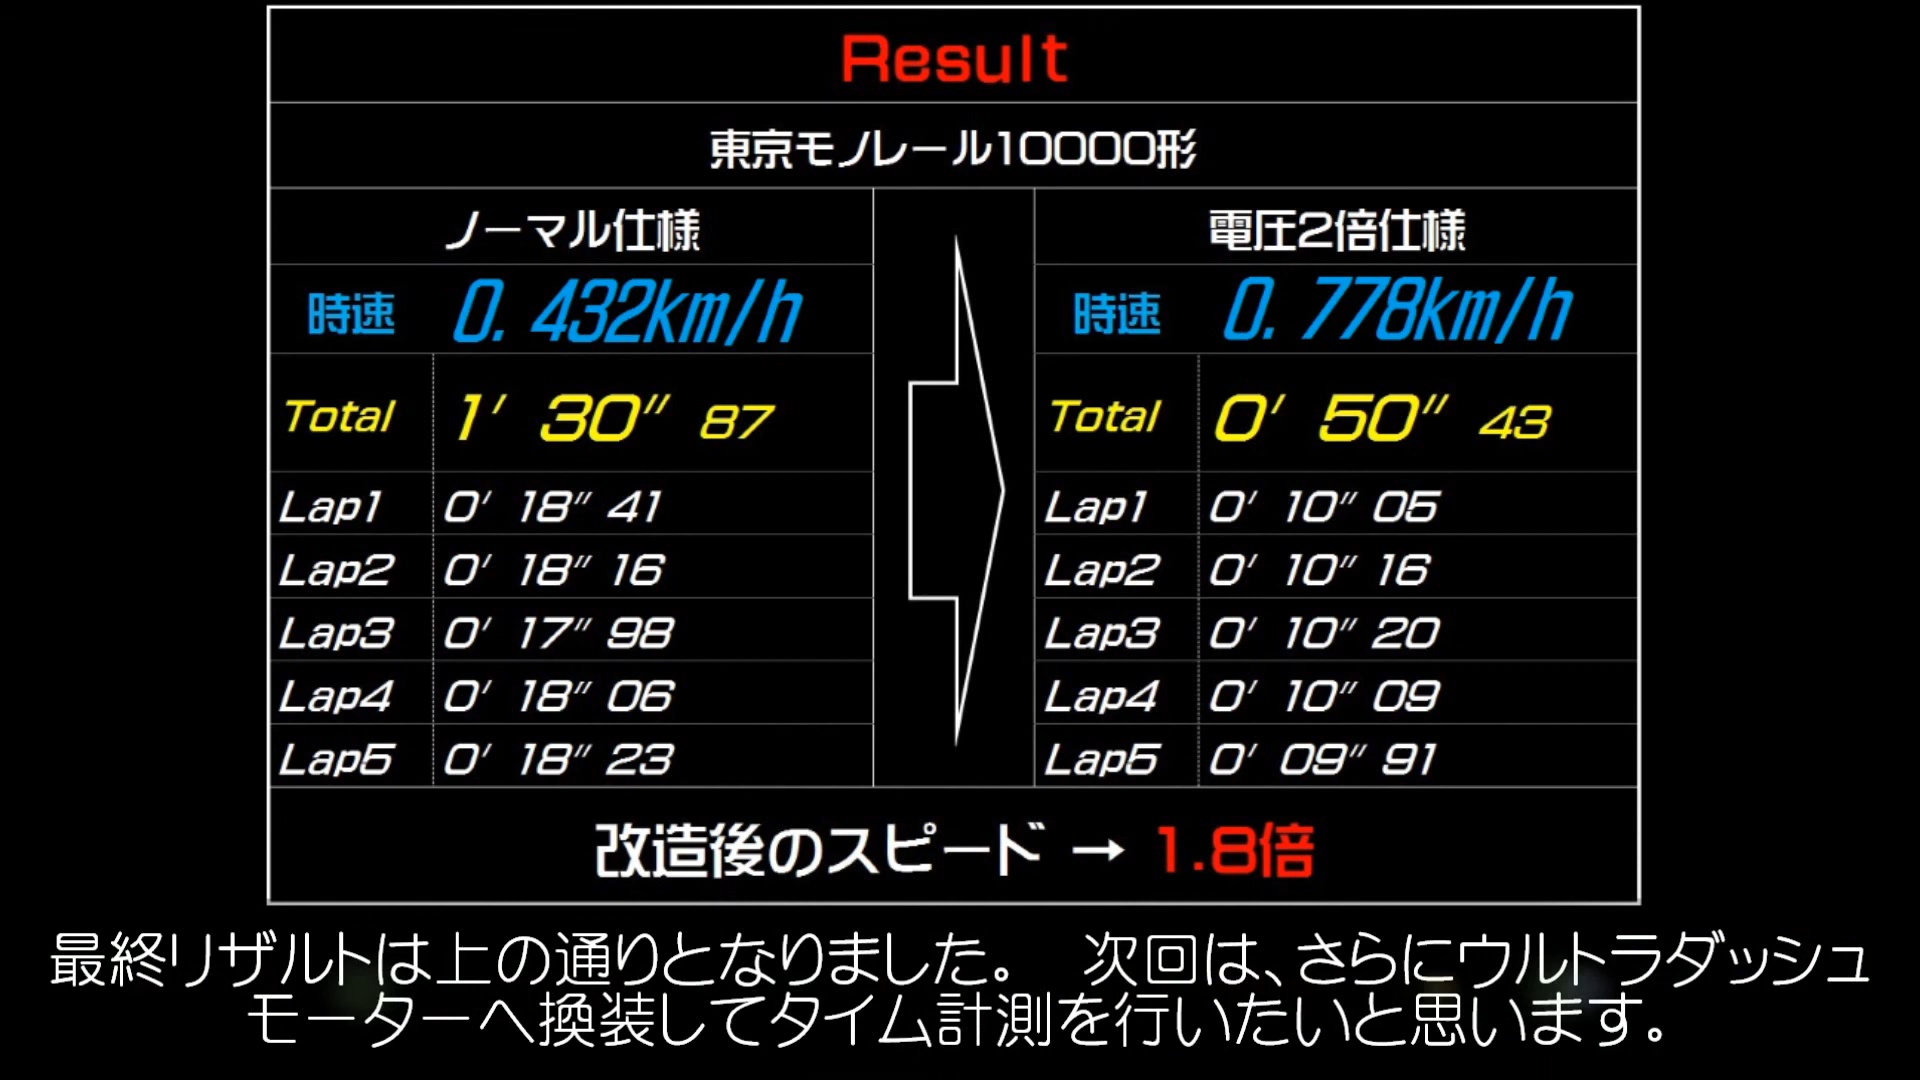 Result
東京モノレール10000形
ノーマル仕様
時速 0.432km/h
Total 1′ 30″ 87
Lap1 0′ 18″ 41
Lap2 0′ 18″ 16
Lap3 0′ 17″ 98
Lap4 0′ 18″ 06
Lap5 0′ 18″ 23
電圧2倍仕様
時速 0.778km/h
Total 0′ 50″ 43
Lap1 0′ 10″ 05
Lap2 0′ 10″ 16
Lap3 0′ 10″ 20
Lap4 0′ 10″ 09
Lap5 0′ 09″ 91
改造後のスピード → 1.8倍
最終リザルトは上の通りとなりました。 次回は、さらにウルトラダッシュ
モーターへ換装してタイム計測を行いたいと思います。